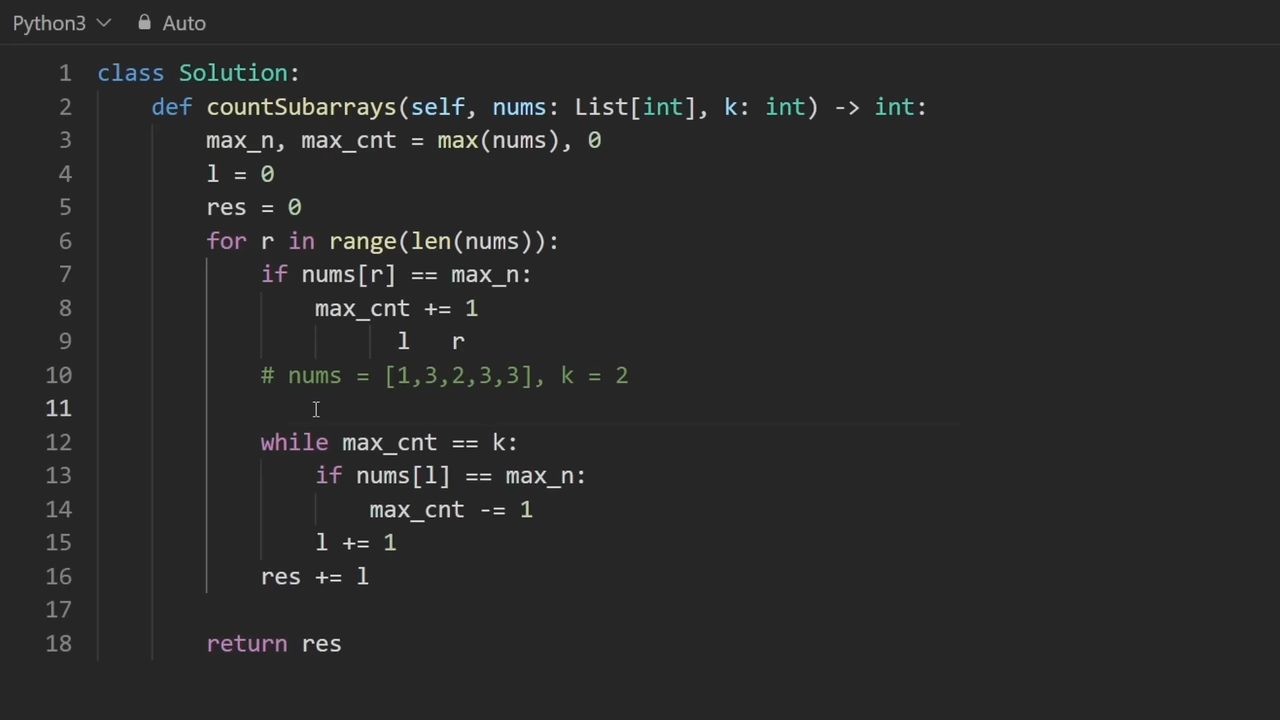 Python3 Auto
1 class Solution:
2 def countSubarrays(self, nums: List[int], k: int) -> int:
3 max_n, max_cnt = max(nums), 0
4 l = 0
5 res = 0
6 for r in range(len(nums)):
7 if nums[r] == max_n:
8 max_cnt += 1
9 l r
10 # nums = [1,3,2,3,3], k = 2
11
12 while max_cnt == k:
13 if nums[l] == max_n:
14 max_cnt -= 1
15 l += 1
16 res += l
17
18 return res